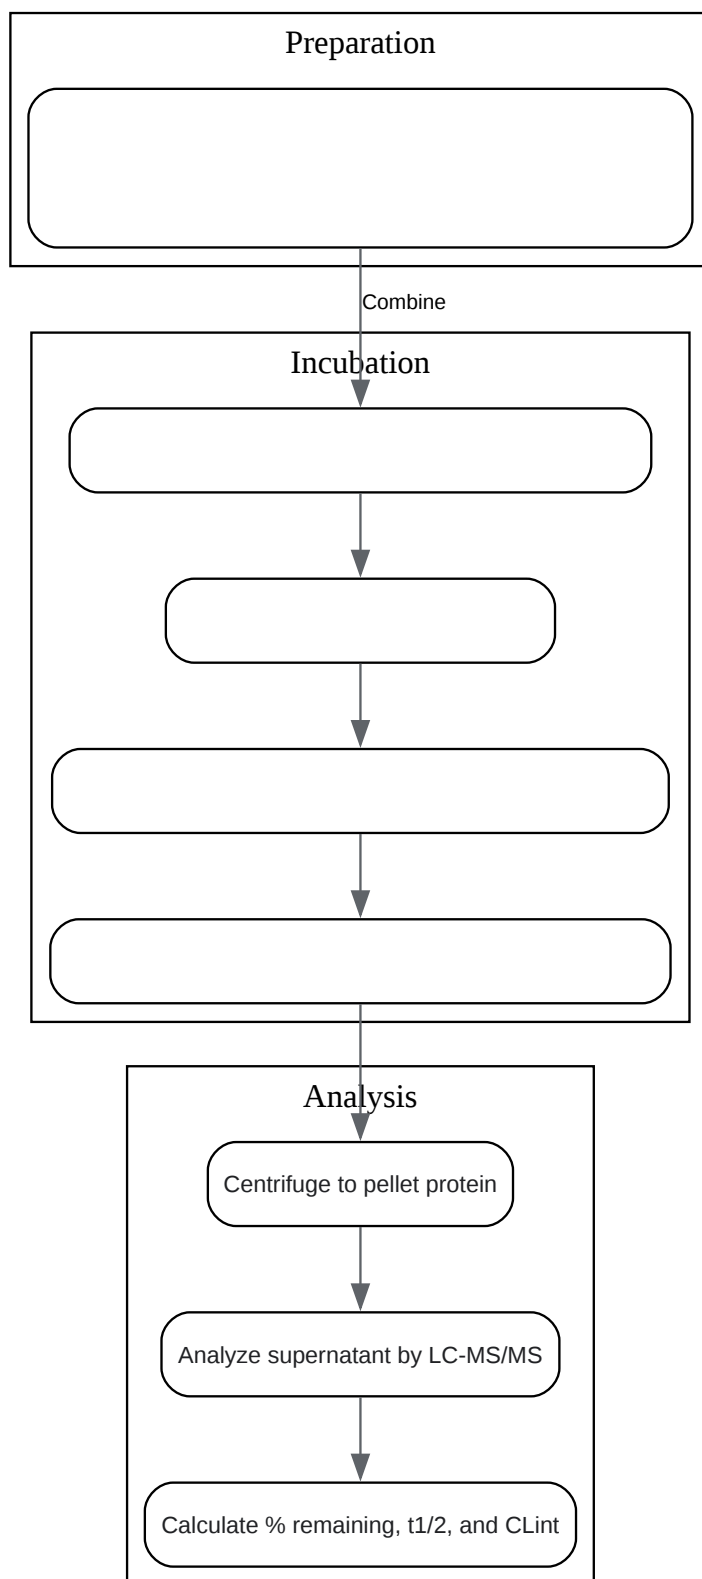 Preparation
Combine
Incubation
Analysis
Centrifuge to pellet protein
Analyze supernatant by LC-MS/MS
Calculate % remaining, t1/2, and CLint